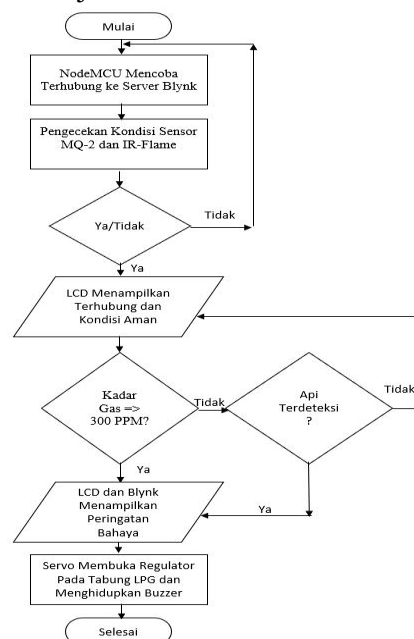 Mulai
NodeMCU Mencoba
Terhubung ke Server Blynk
Pengecekan Kondisi Sensor
MQ-2 dan IR-Flame
Ya/Tidak
Tidak
Ya
LCD Menampilkan
Terhubung dan
Kondisi Aman
Kadar
Gas =>
300 PPM?
Tidak
Api
Terdeteksi
?
Tidak
Ya
LCD dan Blynk
Menampilkan
Peringatan
Bahaya
Ya
Servo Membuka Regulator
Pada Tabung LPG dan
Menghidupkan Buzzer
Selesai